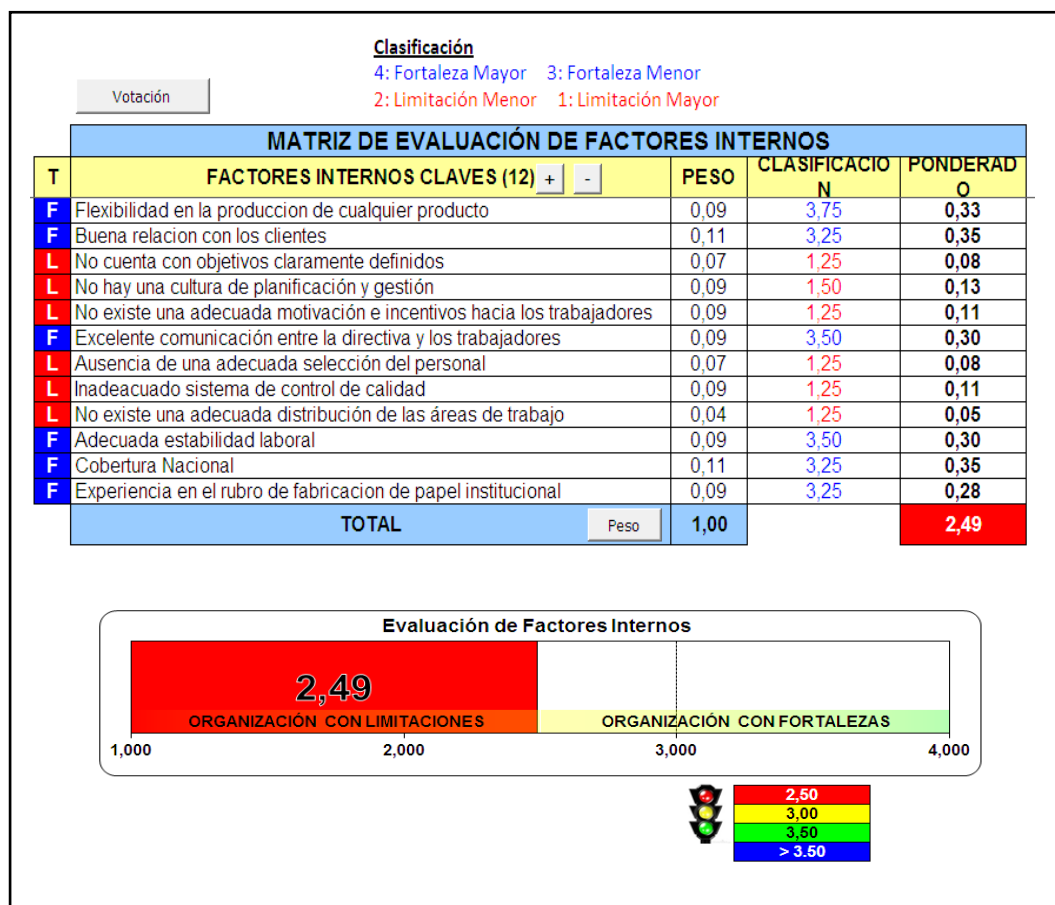 Clasificación
4: Fortaleza Mayor 3: Fortaleza Menor
2: Limitación Menor 1: Limitación Mayor
Votación
MATRIZ DE EVALUACIÓN DE FACTORES INTERNOS
T FACTORES INTERNOS CLAVES (12) + - PESO CLASIFICACIO N PONDERAD O
F Flexibilidad en la produccion de cualquier producto 0,09 3,75 0,33
F Buena relacion con los clientes 0,11 3,25 0,35
L No cuenta con objetivos claramente definidos 0,07 1,25 0,08
L No hay una cultura de planificación y gestión 0,09 1,50 0,13
L No existe una adecuada motivación e incentivos hacia los trabajadores 0,09 1,25 0,11
F Excelente comunicación entre la directiva y los trabajadores 0,09 3,50 0,30
L Ausencia de una adecuada selección del personal 0,07 1,25 0,08
L Inadeacuado sistema de control de calidad 0,09 1,25 0,11
L No existe una adecuada distribución de las áreas de trabajo 0,04 1,25 0,05
F Adecuada estabilidad laboral 0,09 3,50 0,30
F Cobertura Nacional 0,11 3,25 0,35
F Experiencia en el rubro de fabricacion de papel institucional 0,09 3,25 0,28
TOTAL Peso 1,00 2,49
Evaluación de Factores Internos
2,49
ORGANIZACIÓN CON LIMITACIONES ORGANIZACIÓN CON FORTALEZAS
1,000 2,000 3,000 4,000
2,50
3,00
3,50
> 3.50